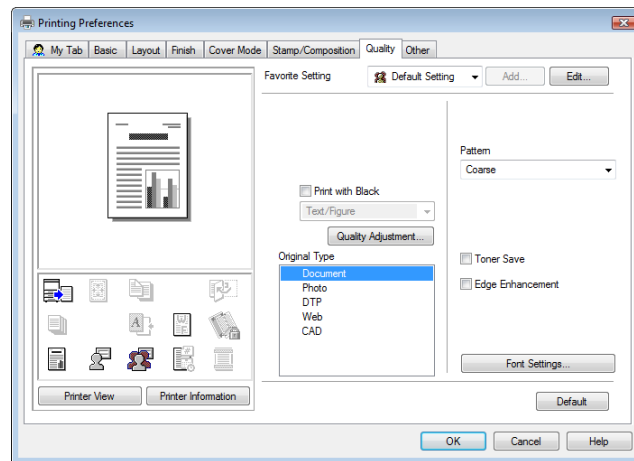 Printing Preferences
My Tab Basic Layout Finish Cover Mode Stamp/Composition Quality Other
Favorite Setting Default Setting Add... Edit...
Pattern
Coarse
Print with Black
Text/Figure
Quality Adjustment...
Original Type
Document
Photo
DTP
Web
CAD
Toner Save
Edge Enhancement
Font Settings...
Printer View Printer Information
Default
OK Cancel Help